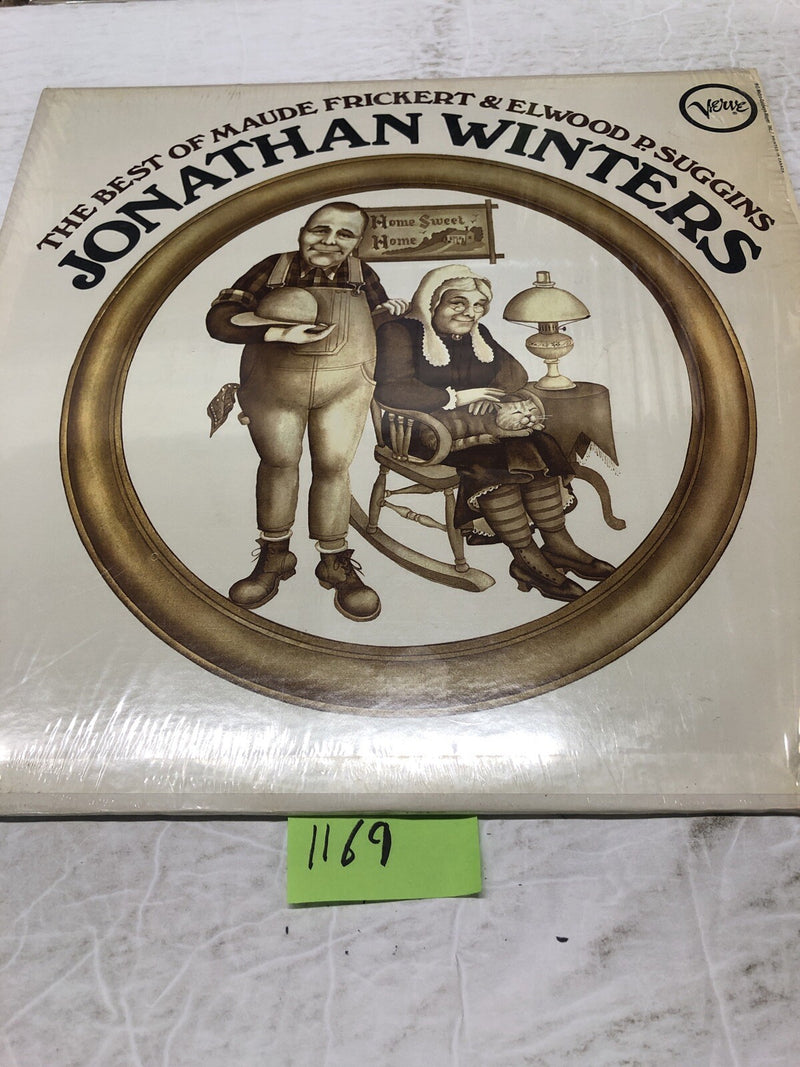 THE BEST OF MAUDE FRICKERT & ELWOOD P. SUGGINS
JONATHAN WINTERS
Verve
Home Sweet
Home
1169